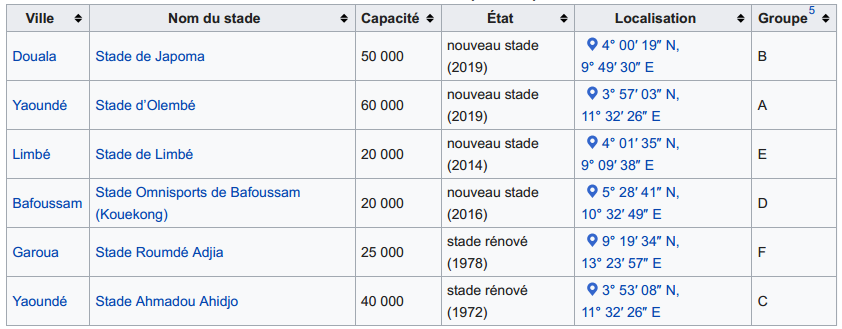 Ville Nom du stade Capacité État Localisation Groupe5
Douala Stade de Japoma 50 000 nouveau stade (2019) 4° 00′ 19″ N, 9° 49′ 30″ E B
Yaoundé Stade d’Olembé 60 000 nouveau stade (2019) 3° 57′ 03″ N, 11° 32′ 26″ E A
Limbé Stade de Limbé 20 000 nouveau stade (2014) 4° 01′ 35″ N, 9° 09′ 38″ E E
Bafoussam Stade Omnisports de Bafoussam (Kouekong) 20 000 nouveau stade (2016) 5° 28′ 41″ N, 10° 32′ 49″ E D
Garoua Stade Roumdé Adjia 25 000 stade rénové (1978) 9° 19′ 34″ N, 13° 23′ 57″ E F
Yaoundé Stade Ahmadou Ahidjo 40 000 stade rénové (1972) 3° 53′ 08″ N, 11° 32′ 26″ E C